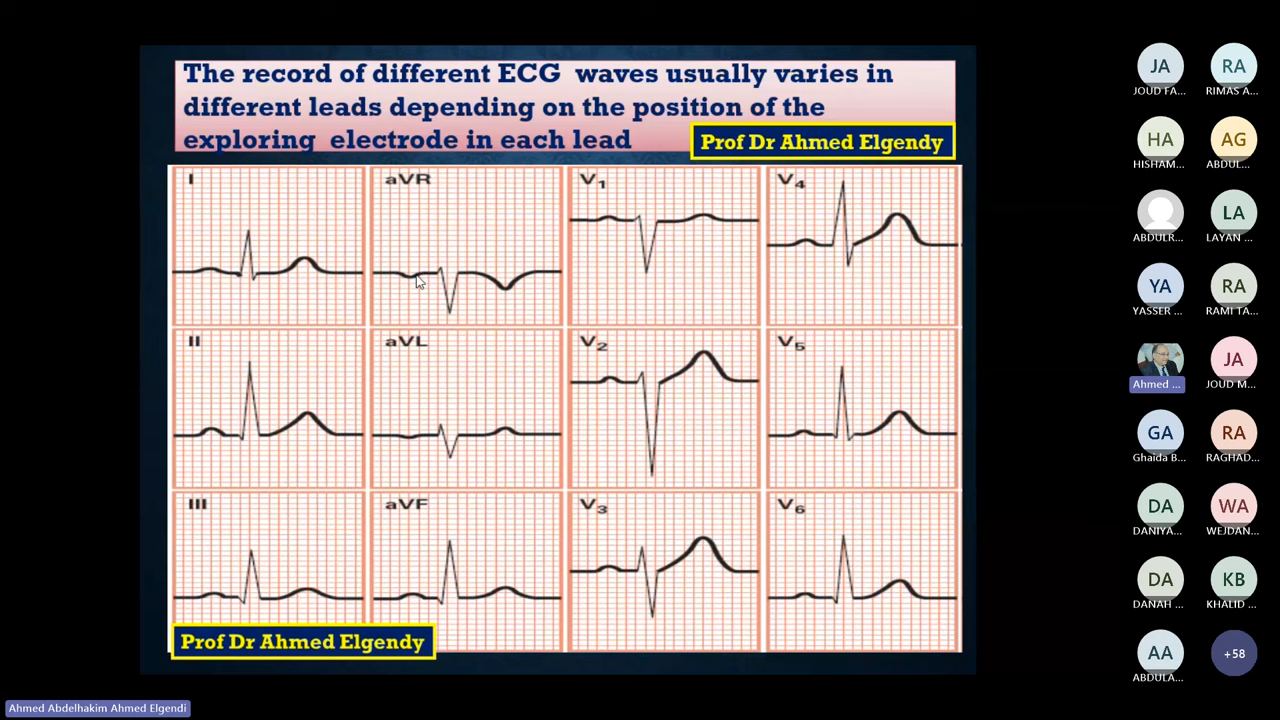 The record of different ECG waves usually varies in
different leads depending on the position of the
exploring electrode in each lead
Prof Dr Ahmed Elgendy
I
aVR
V1
V4
II
aVL
V2
V5
III
aVF
V3
V6
Prof Dr Ahmed Elgendy
JA
RA
JOUD FA...
RIMAS A...
HA
AG
HISHAM...
ABDUL...
LA
ABDULR...
LAYAN ...
YA
RA
YASSER ...
RAMI TA...
JA
Ahmed ...
JOUD M...
GA
RA
Ghaida B...
RAGHAD...
DA
WA
DANIYA...
WEJDAN...
DA
KB
DANAH ...
KHALID ...
AA
+58
ABDULA...
Ahmed Abdelhakim Ahmed Elgendi